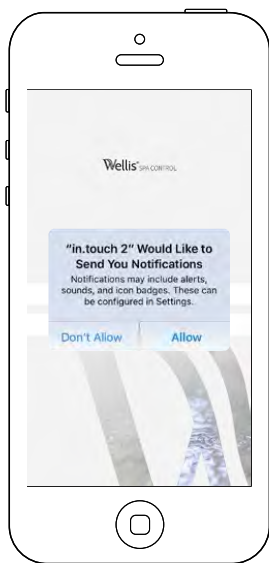 Wellis® SPA CONTROL
“in.touch 2” Would Like to
Send You Notifications
Notifications may include alerts,
sounds, and icon badges. These can
be configured in Settings.
Don’t Allow Allow